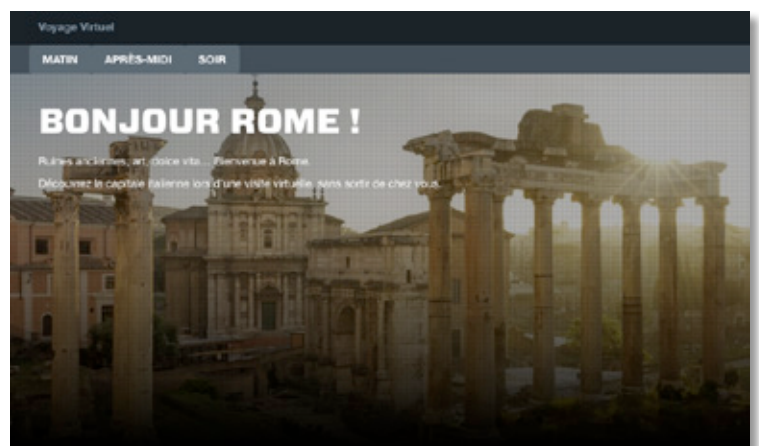 Voyage Virtuel
MATIN APRÈS-MIDI SOIR
BONJOUR ROME !
Ruines anciennes, art, dolce vita... Bienvenue à Rome.
Découvrez la capitale italienne lors d'une visite virtuelle, sans sortir de chez vous.